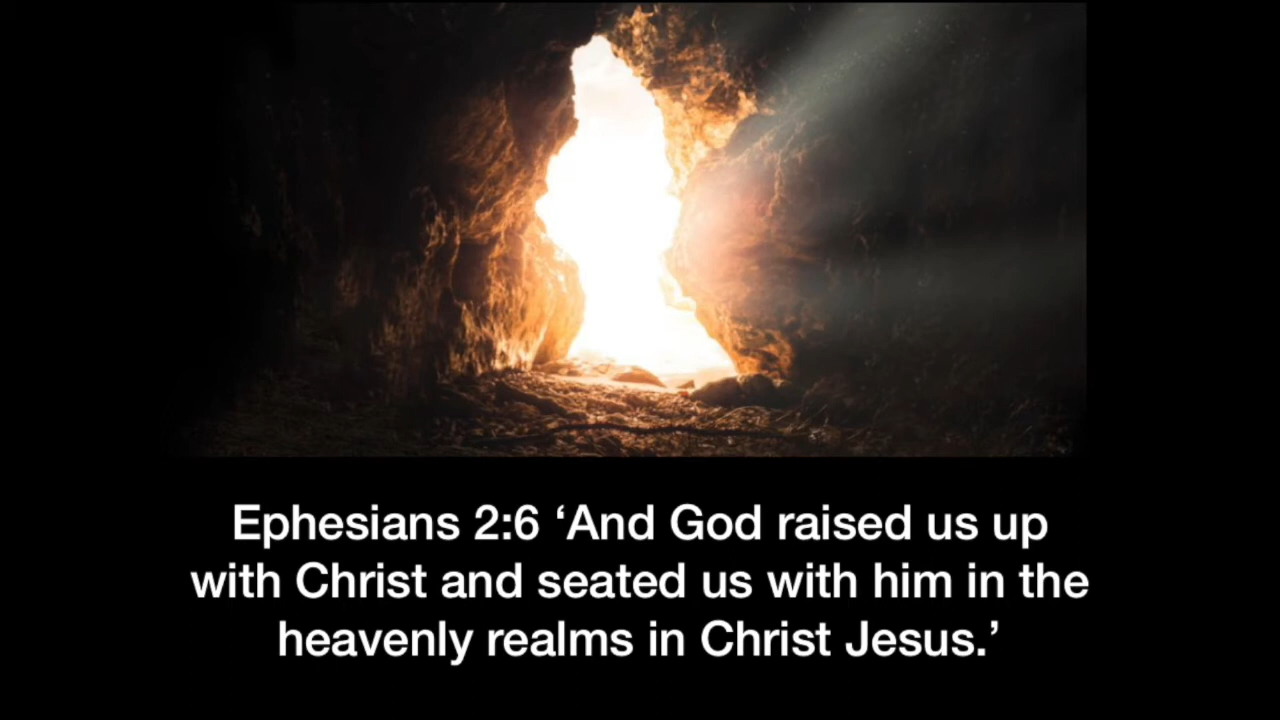 Ephesians 2:6 ‘And God raised us up
with Christ and seated us with him in the
heavenly realms in Christ Jesus.’